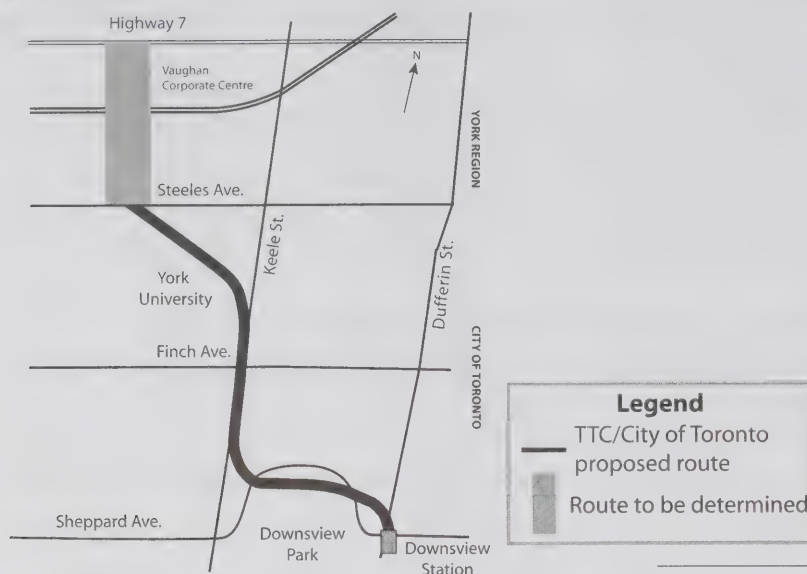 Highway 7
Vaughan
Corporate Centre
N
YORK REGION
Steeles Ave.
Keele St.
York
University
Dufferin St.
Finch Ave.
CITY OF TORONTO
Legend
TTC/City of Toronto
proposed route
Route to be determined
Sheppard Ave.
Downsview
Park
Downsview
Station